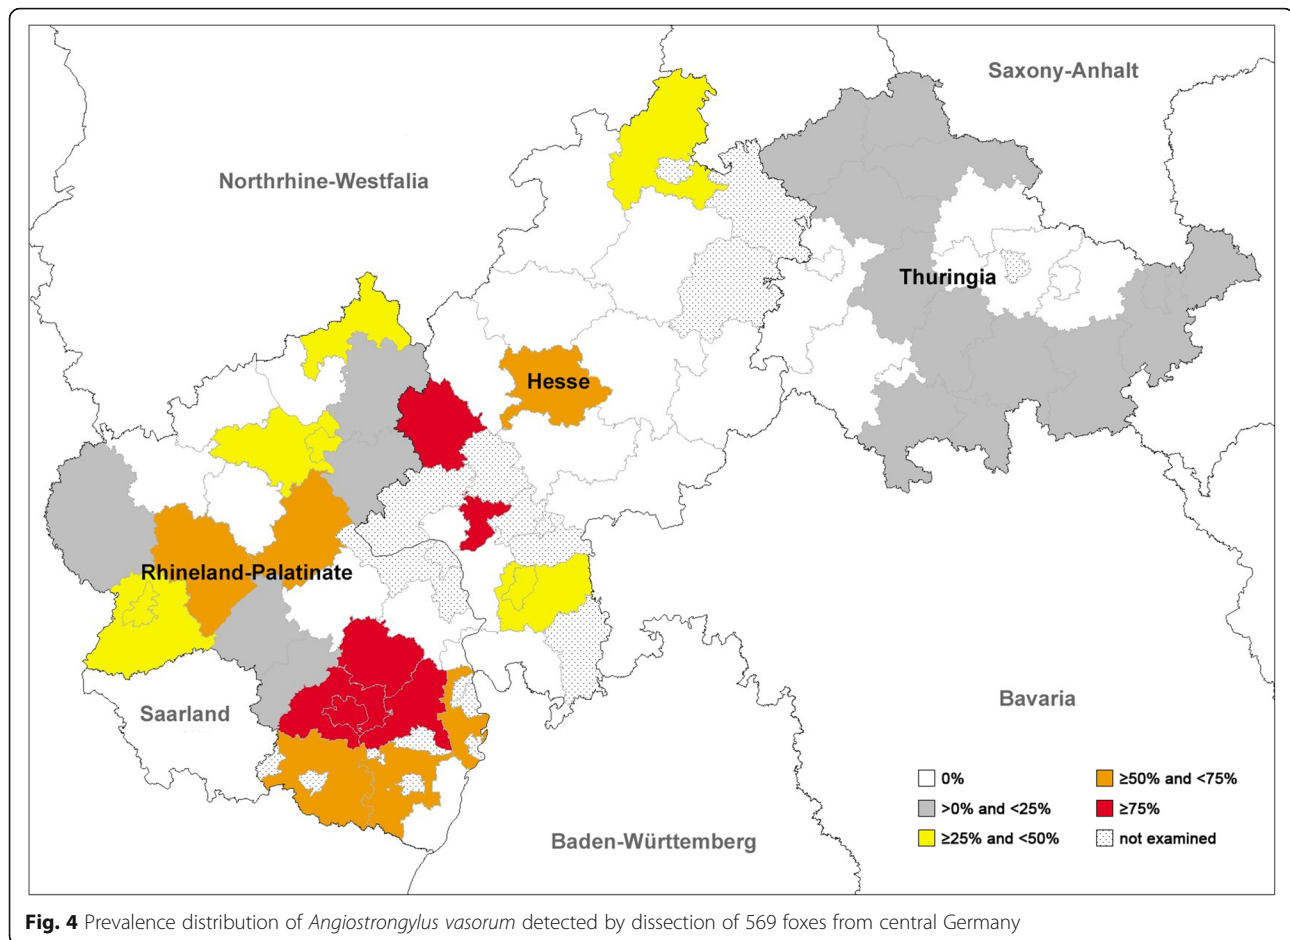 Saxony-Anhalt
Northrhine-Westfalia
Thuringia
Hesse
Rhineland-Palatinate
Saarland
Bavaria
Baden-Württemberg
0%
>0% and <25%
≥25% and <50%
≥50% and <75%
≥75%
not examined
Fig. 4 Prevalence distribution of Angiostrongylus vasorum detected by dissection of 569 foxes from central Germany